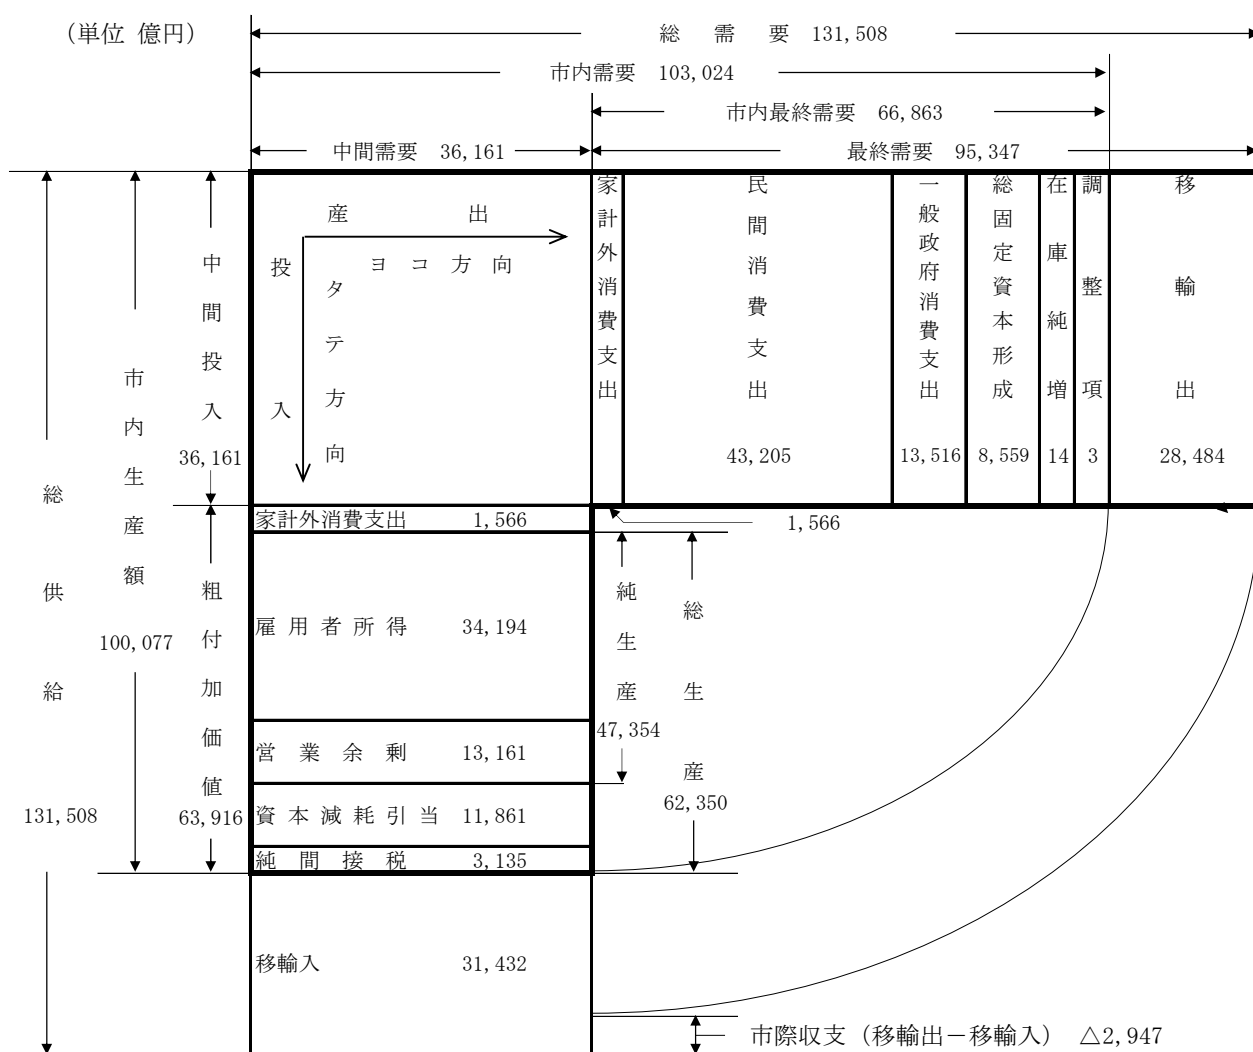 （単位 億円）
総需要 131,508
市内需要 103,024
市内最終需要 66,863
中間需要 36,161
最終需要 95,347
産出
ヨコ方向
投入
タテ方向
家計外消費支出
民間消費支出
43,205
一般政府消費支出
13,516
総固定資本形成
8,559
在庫純増
14
調整項
3
移輸出
28,484
中間投入
36,161
市内生産額
100,077
総供給
131,508
粗付加価値
63,916
家計外消費支出 1,566
1,566
雇用者所得 34,194
営業余剰 13,161
資本減耗引当 11,861
純間接税 3,135
純生産
47,354
総生産
62,350
移輸入 31,432
市際収支（移輸出－移輸入） △2,947